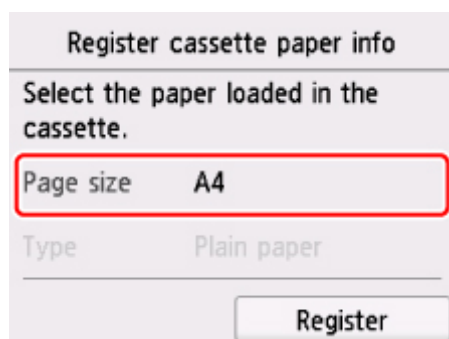 Register cassette paper info
Select the paper loaded in the
cassette.
Page size A4
Type Plain paper
Register